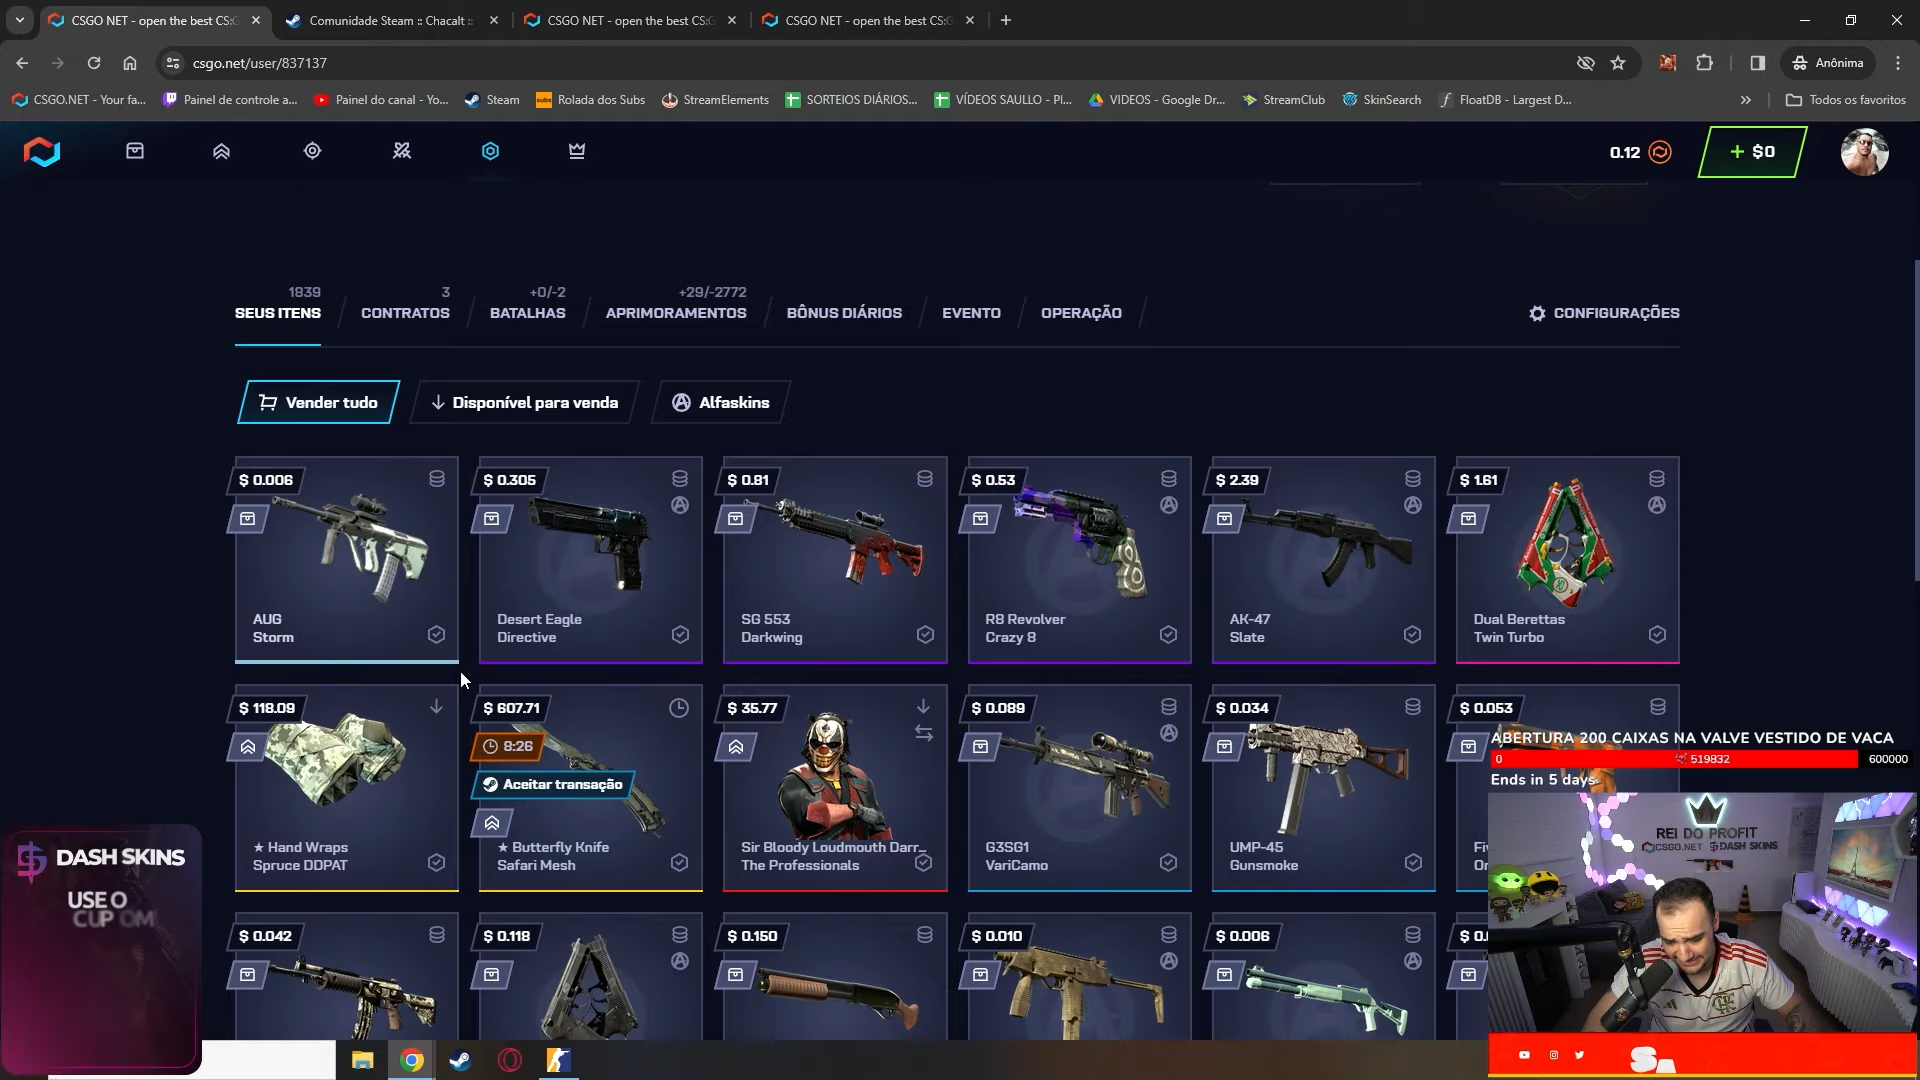 CSGO NET - open the best CS:G
Comunidade Steam :: Chacalt ::
CSGO NET - open the best CS:G
CSGO NET - open the best CS:G
csgo.net/user/837137
Anônima
CSGO.NET - Your fa...
Painel de controle a...
Painel do canal - Yo...
Steam
Rolada dos Subs
StreamElements
SORTEIOS DIÁRIOS...
VÍDEOS SAULLO - Pl...
VIDEOS - Google Dr...
StreamClub
SkinSearch
FloatDB - Largest D...
Todos os favoritos
0.12
+ $0
1839
3
+0/-2
+29/-2772
SEUS ITENS
CONTRATOS
BATALHAS
APRIMORAMENTOS
BÔNUS DIÁRIOS
EVENTO
OPERAÇÃO
CONFIGURAÇÕES
Vender tudo
Disponível para venda
Alfaskins
$ 0.006
AUG
Storm
$ 0.305
Desert Eagle
Directive
$ 0.81
SG 553
Darkwing
$ 0.53
R8 Revolver
Crazy 8
$ 2.39
AK-47
Slate
$ 1.61
Dual Berettas
Twin Turbo
$ 118.09
★ Hand Wraps
Spruce DDPAT
$ 607.71
8:26
Aceitar transação
★ Butterfly Knife
Safari Mesh
$ 35.77
Sir Bloody Loudmouth Darr...
The Professionals
$ 0.089
G3SG1
VariCamo
$ 0.034
UMP-45
Gunsmoke
$ 0.053
$ 0.042
$ 0.118
$ 0.150
$ 0.010
$ 0.006
ABERTURA 200 CAIXAS NA VALVE VESTIDO DE VACA
0
519832
600000
Ends in 5 days
REI DO PROFIT
CSGO.NET
DASH SKINS
DASH SKINS
USE O
CUPOM